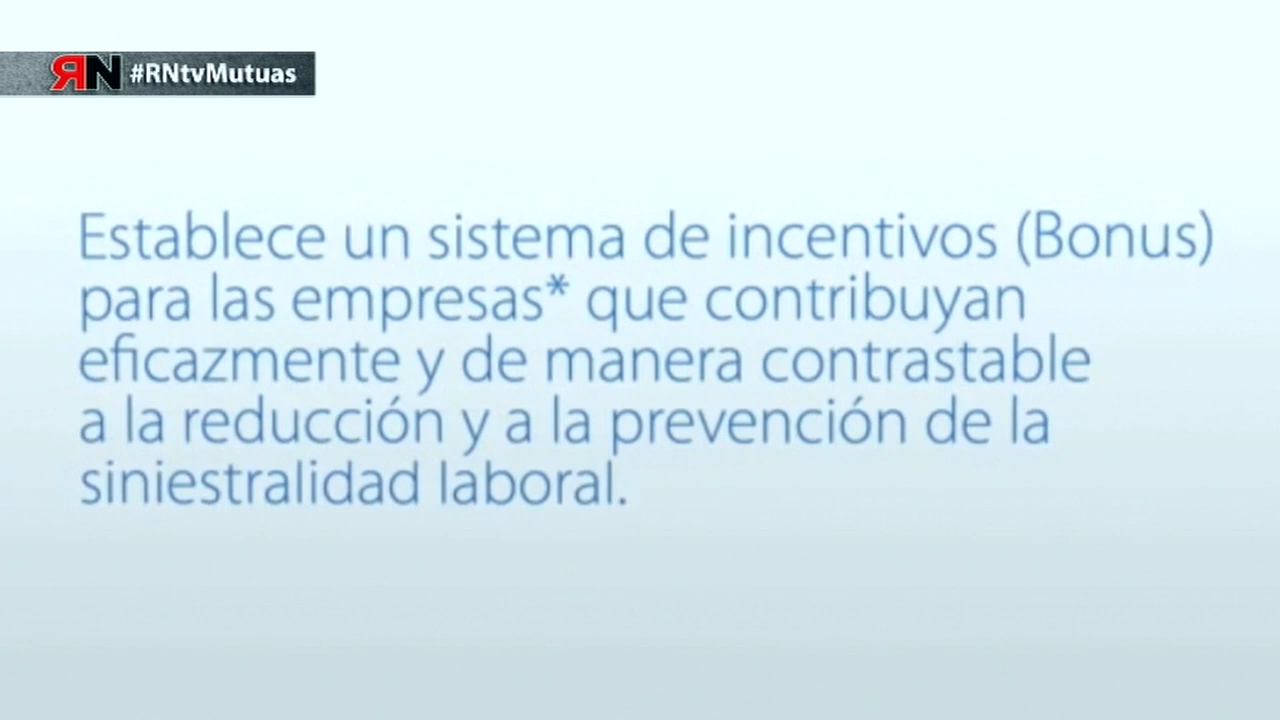 RN #RNtvMutuas
Establece un sistema de incentivos (Bonus)
para las empresas* que contribuyan
eficazmente y de manera contrastable
a la reducción y a la prevención de la
siniestralidad laboral.